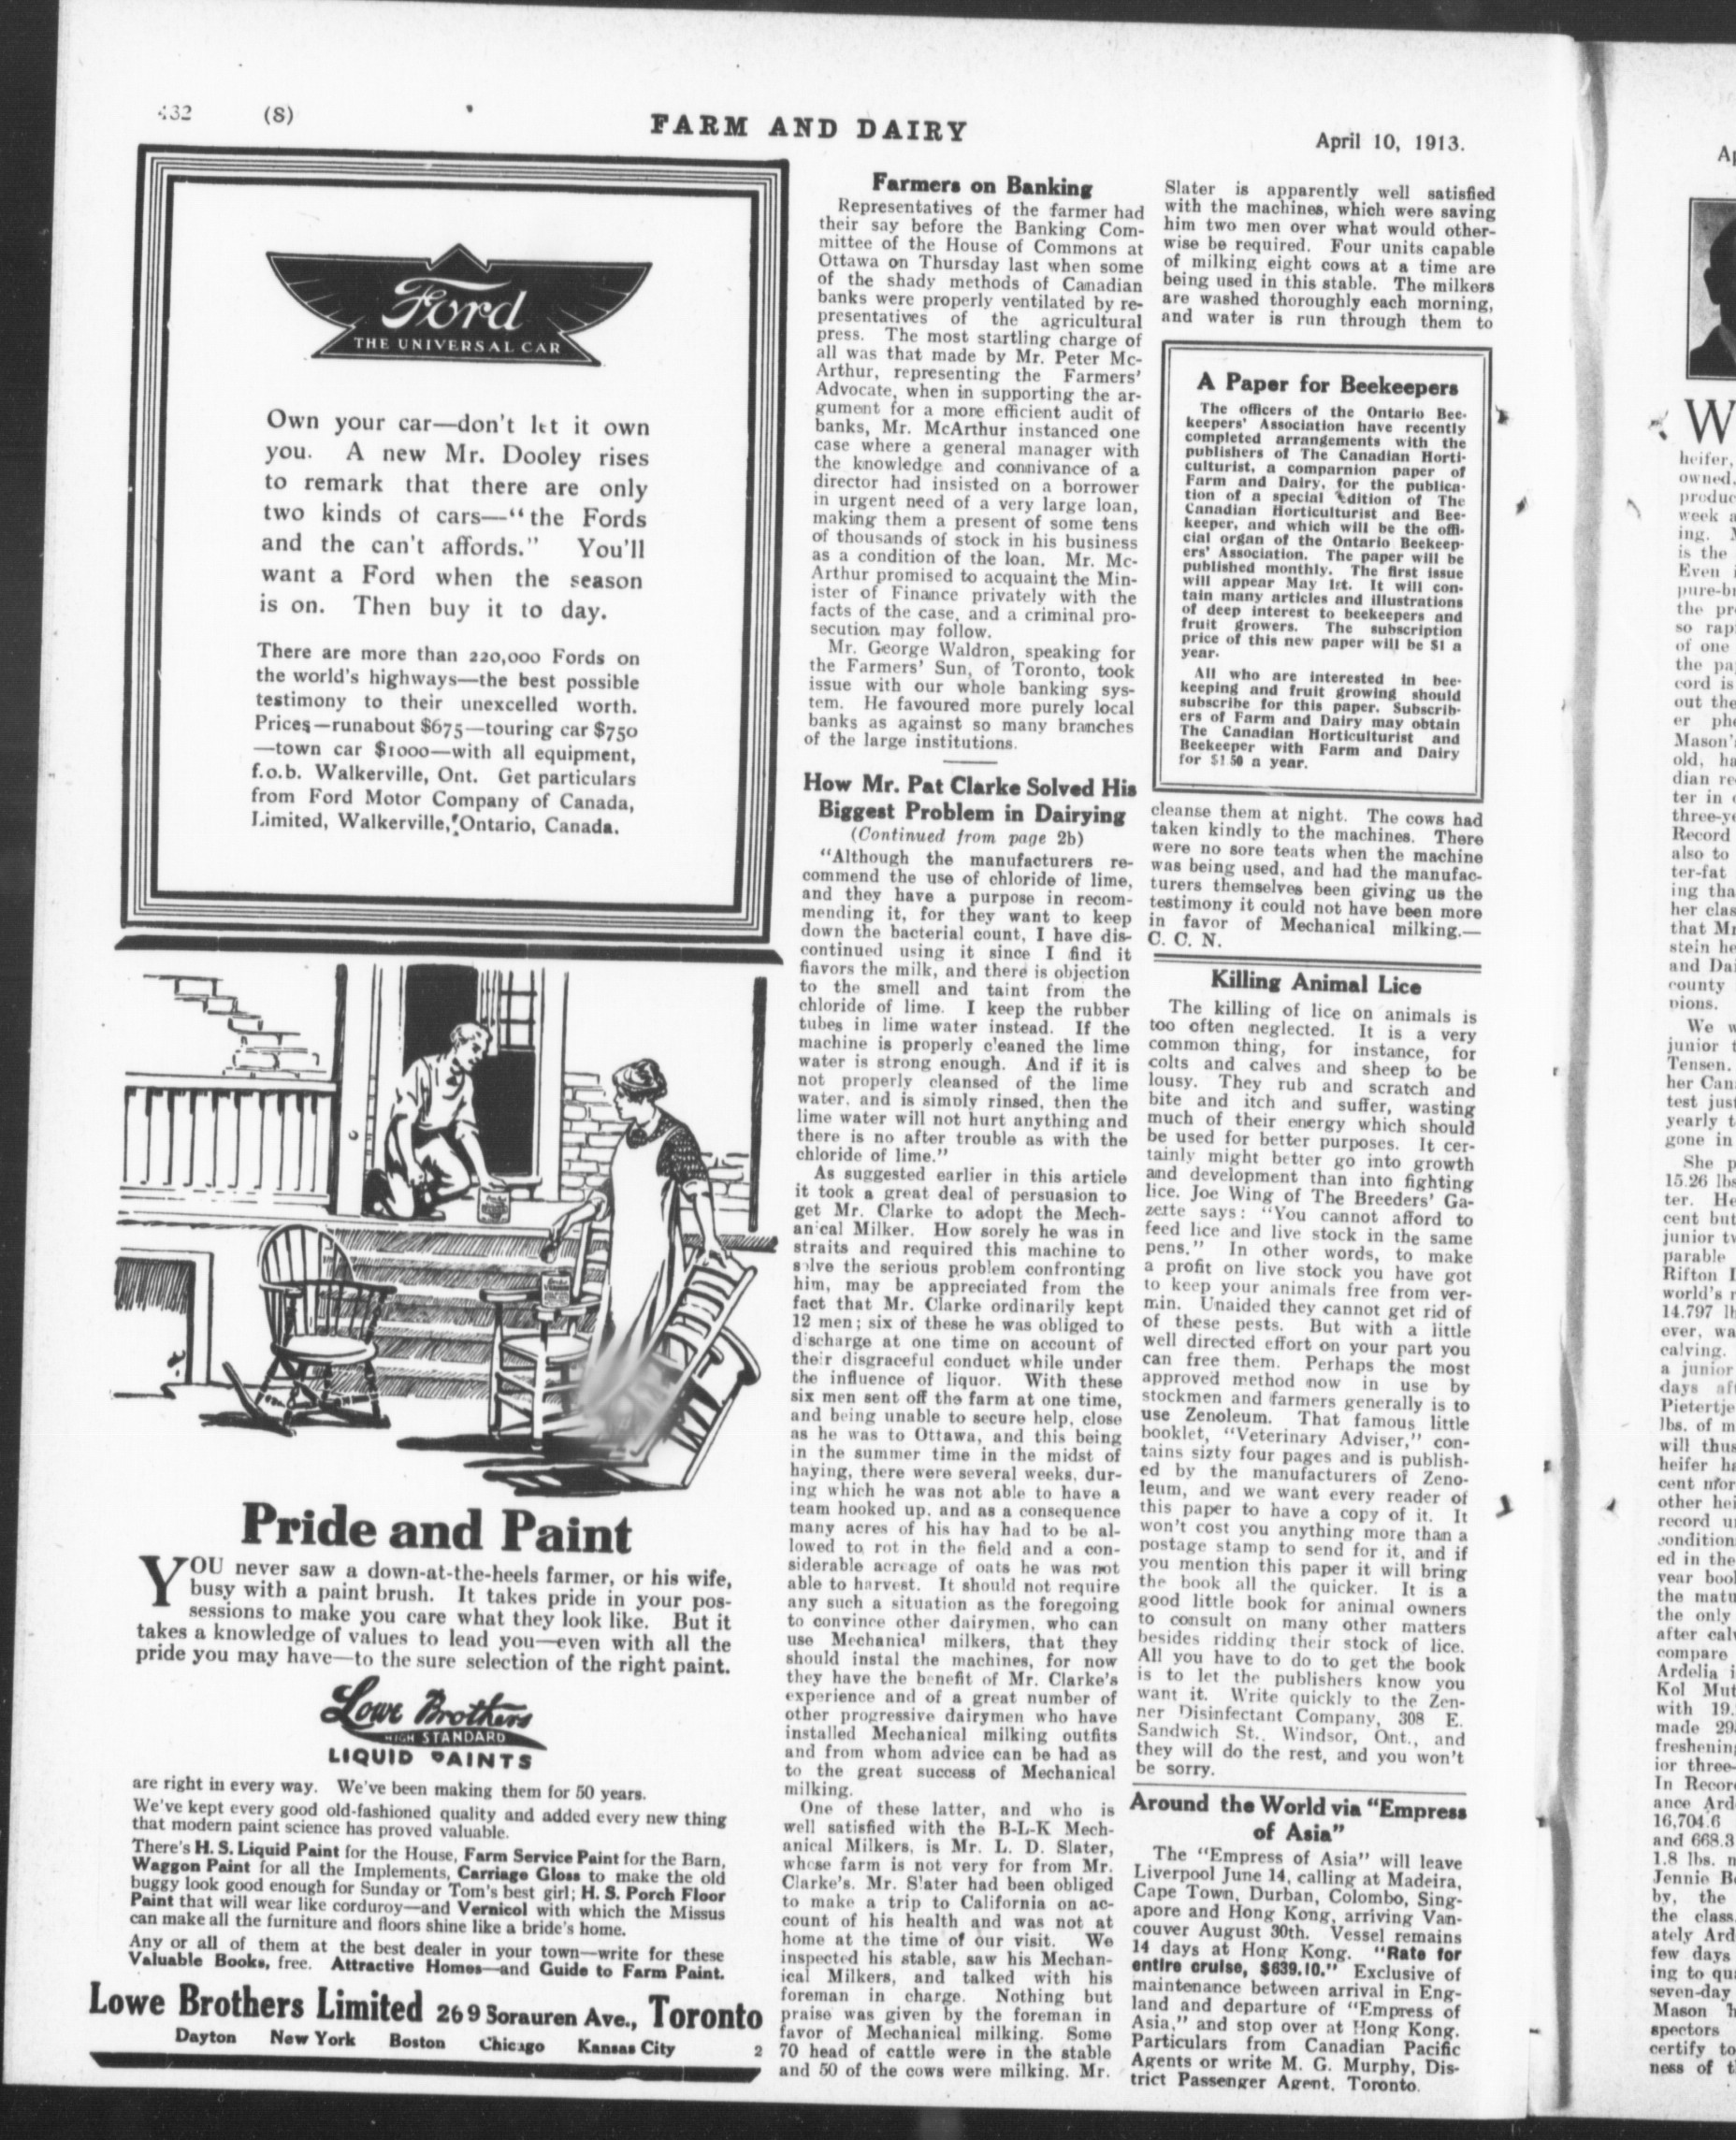 432 (8) FARM AND DAIRY April 10, 1913.
Ford
THE UNIVERSAL CAR
Own your car—don't let it own
you. A new Mr. Dooley rises
to remark that there are only
two kinds of cars—"the Fords
and the can't affords." You'll
want a Ford when the season
is on. Then buy it to day.
There are more than 220,000 Fords on
the world's highways—the best possible
testimony to their unexcelled worth.
Prices—runabout $675—touring car $750
—town car $1000—with all equipment,
f.o.b. Walkerville, Ont. Get particulars
from Ford Motor Company of Canada,
Limited, Walkerville, Ontario, Canada.
Pride and Paint
YOU never saw a down-at-the-heels farmer, or his wife,
busy with a paint brush. It takes pride in your pos-
sessions to make you care what they look like. But it
takes a knowledge of values to lead you—even with all the
pride you may have—to the sure selection of the right paint.
Lowe Brothers
HIGH STANDARD
LIQUID PAINTS
are right in every way. We've been making them for 50 years.
We've kept every good old-fashioned quality and added every new thing
that modern paint science has proved valuable.
There's H. S. Liquid Paint for the House, Farm Service Paint for the Barn,
Waggon Paint for all the Implements, Carriage Gloss to make the old
buggy look good enough for Sunday or Tom's best girl; H. S. Porch Floor
Paint that will wear like corduroy—and Vernicol with which the Missus
can make all the furniture and floors shine like a bride's home.
Any or all of them at the best dealer in your town—write for these
Valuable Books, free. Attractive Homes—and Guide to Farm Paint.
Lowe Brothers Limited 269 Sorauren Ave., Toronto
Dayton New York Boston Chicago Kansas City 2
Farmers on Banking
Representatives of the farmer had
their say before the Banking Com-
mittee of the House of Commons at
Ottawa on Thursday last when some
of the shady methods of Canadian
banks were properly ventilated by re-
presentatives of the agricultural
press. The most startling charge of
all was that made by Mr. Peter Mc-
Arthur, representing the Farmers'
Advocate, when in supporting the ar-
gument for a more efficient audit of
banks, Mr. McArthur instanced one
case where a general manager with
the knowledge and connivance of a
director had insisted on a borrower
in urgent need of a very large loan,
making them a present of some tens
of thousands of stock in his business
as a condition of the loan. Mr. Mc-
Arthur promised to acquaint the Min-
ister of Finance privately with the
facts of the case, and a criminal pro-
secution may follow.
Mr. George Waldron, speaking for
the Farmers' Sun, of Toronto, took
issue with our whole banking sys-
tem. He favoured more purely local
banks as against so many branches
of the large institutions.
How Mr. Pat Clarke Solved His
Biggest Problem in Dairying
(Continued from page 2b)
"Although the manufacturers re-
commend the use of chloride of lime,
and they have a purpose in recom-
mending it, for they want to keep
down the bacterial count, I have dis-
continued using it since I find it
flavors the milk, and there is objection
to the smell and taint from the
chloride of lime. I keep the rubber
tubes in lime water instead. If the
machine is properly cleaned the lime
water is strong enough. And if it is
not properly cleansed of the lime
water, and is simply rinsed, then the
lime water will not hurt anything and
there is no after trouble as with the
chloride of lime."
As suggested earlier in this article
it took a great deal of persuasion to
get Mr. Clarke to adopt the Mech-
anical Milker. How sorely he was in
straits and required this machine to
solve the serious problem confronting
him, may be appreciated from the
fact that Mr. Clarke ordinarily kept
12 men; six of these he was obliged to
discharge at one time on account of
their disgraceful conduct while under
the influence of liquor. With these
six men sent off the farm at one time,
and being unable to secure help, close
as he was to Ottawa, and this being
in the summer time in the midst of
haying, there were several weeks, dur-
ing which he was not able to have a
team hooked up, and as a consequence
many acres of his hay had to be al-
lowed to rot in the field and a con-
siderable acreage of oats he was not
able to harvest. It should not require
any such a situation as the foregoing
to convince other dairymen, who can
use Mechanical milkers, that they
should instal the machines, for now
they have the benefit of Mr. Clarke's
experience and of a great number of
other progressive dairymen who have
installed Mechanical milking outfits
and from whom advice can be had as
to the great success of Mechanical
milking.
One of these latter, and who is
well satisfied with the B-L-K Mech-
anical Milkers, is Mr. L. D. Slater,
whose farm is not very for from Mr.
Clarke's. Mr. Slater had been obliged
to make a trip to California on ac-
count of his health and was not at
home at the time of our visit. We
inspected his stable, saw his Mechan-
ical Milkers, and talked with his
foreman in charge. Nothing but
praise was given by the foreman in
favor of Mechanical milking. Some
70 head of cattle were in the stable
and 50 of the cows were milking. Mr.
Slater is apparently well satisfied
with the machines, which were saving
him two men over what would other-
wise be required. Four units capable
of milking eight cows at a time are
being used in this stable. The milkers
are washed thoroughly each morning,
and water is run through them to
A Paper for Beekeepers
The officers of the Ontario Bee-
keepers' Association have recently
completed arrangements with the
publishers of The Canadian Horti-
culturist, a comparnion paper of
Farm and Dairy, for the publica-
tion of a special edition of The
Canadian Horticulturist and Bee-
keeper, and which will be the offi-
cial organ of the Ontario Beekeep-
ers' Association. The paper will be
published monthly. The first issue
will appear May 1st. It will con-
tain many articles and illustrations
of deep interest to beekeepers and
fruit growers. The subscription
price of this new paper will be $1 a
year.
All who are interested in bee-
keeping and fruit growing should
subscribe for this paper. Subscrib-
ers of Farm and Dairy may obtain
The Canadian Horticulturist and
Beekeeper with Farm and Dairy
for $1.50 a year.
cleanse them at night. The cows had
taken kindly to the machines. There
were no sore teats when the machine
was being used, and had the manufac-
turers themselves been giving us the
testimony it could not have been more
in favor of Mechanical milking.—
C. C. N.
Killing Animal Lice
The killing of lice on animals is
too often neglected. It is a very
common thing, for instance, for
colts and calves and sheep to be
lousy. They rub and scratch and
bite and itch and suffer, wasting
much of their energy which should
be used for better purposes. It cer-
tainly might better go into growth
and development than into fighting
lice. Joe Wing of The Breeders' Ga-
zette says: "You cannot afford to
feed lice and live stock in the same
pens." In other words, to make
a profit on live stock you have got
to keep your animals free from ver-
min. Unaided they cannot get rid of
of these pests. But with a little
well directed effort on your part you
can free them. Perhaps the most
approved method now in use by
stockmen and farmers generally is to
use Zenoleum. That famous little
booklet, "Veterinary Adviser," con-
tains sizty four pages and is publish-
ed by the manufacturers of Zeno-
leum, and we want every reader of
this paper to have a copy of it. It
won't cost you anything more than a
postage stamp to send for it, and if
you mention this paper it will bring
the book all the quicker. It is a
good little book for animal owners
to consult on many other matters
besides ridding their stock of lice.
All you have to do to get the book
is to let the publishers know you
want it. Write quickly to the Zen-
ner Disinfectant Company, 308 E.
Sandwich St., Windsor, Ont., and
they will do the rest, and you won't
be sorry.
Around the World via "Empress
of Asia"
The "Empress of Asia" will leave
Liverpool June 14, calling at Madeira,
Cape Town, Durban, Colombo, Sing-
apore and Hong Kong, arriving Van-
couver August 30th. Vessel remains
14 days at Hong Kong. "Rate for
entire cruise, $639.10." Exclusive of
maintenance between arrival in Eng-
land and departure of "Empress of
Asia," and stop over at Hong Kong.
Particulars from Canadian Pacific
Agents or write M. G. Murphy, Dis-
trict Passenger Agent, Toronto.